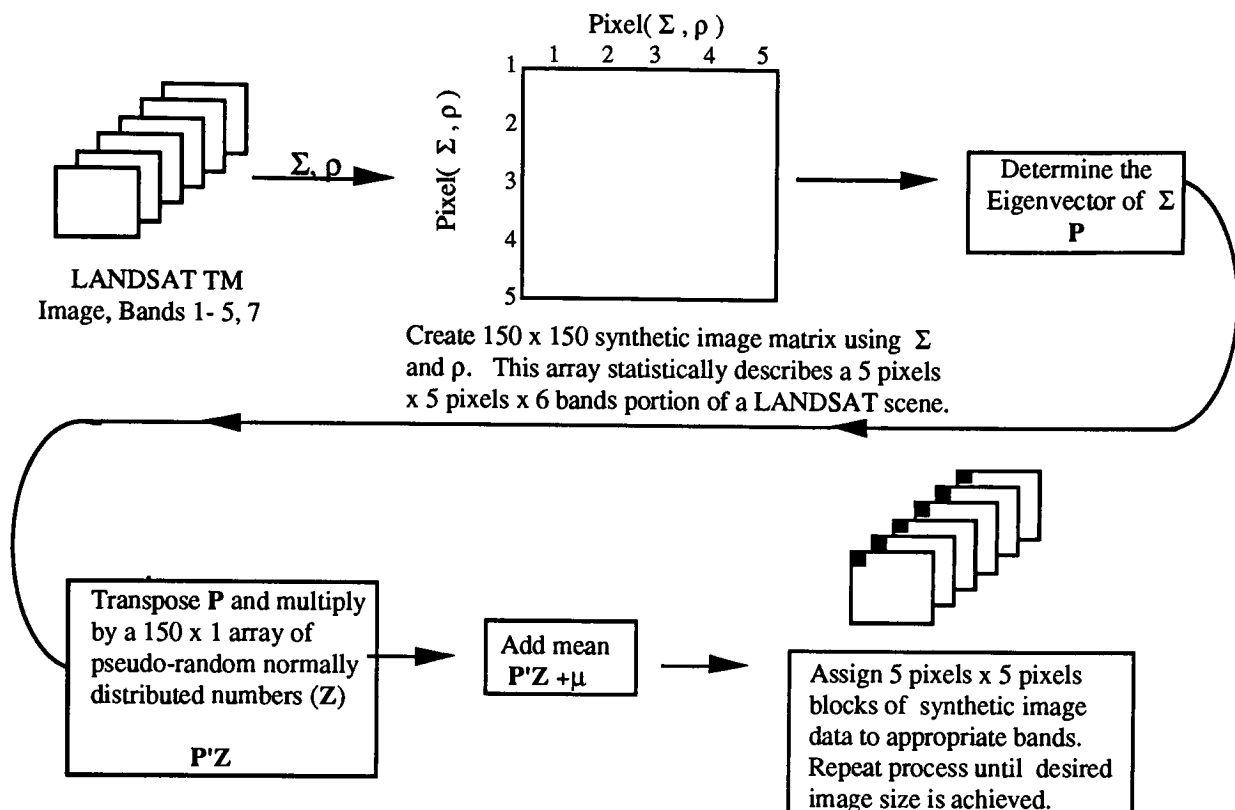 Pixel( Σ , ρ )
1 2 3 4 5
1
2
3
4
5
Pixel( Σ, ρ )
Σ, ρ
LANDSAT TM
Image, Bands 1- 5, 7
Determine the
Eigenvector of Σ
P
Create 150 x 150 synthetic image matrix using Σ
and ρ. This array statistically describes a 5 pixels
x 5 pixels x 6 bands portion of a LANDSAT scene.
Transpose P and multiply
by a 150 x 1 array of
pseudo-random normally
distributed numbers (Z)
P'Z
Add mean
P'Z +μ
Assign 5 pixels x 5 pixels
blocks of synthetic image
data to appropriate bands.
Repeat process until desired
image size is achieved.